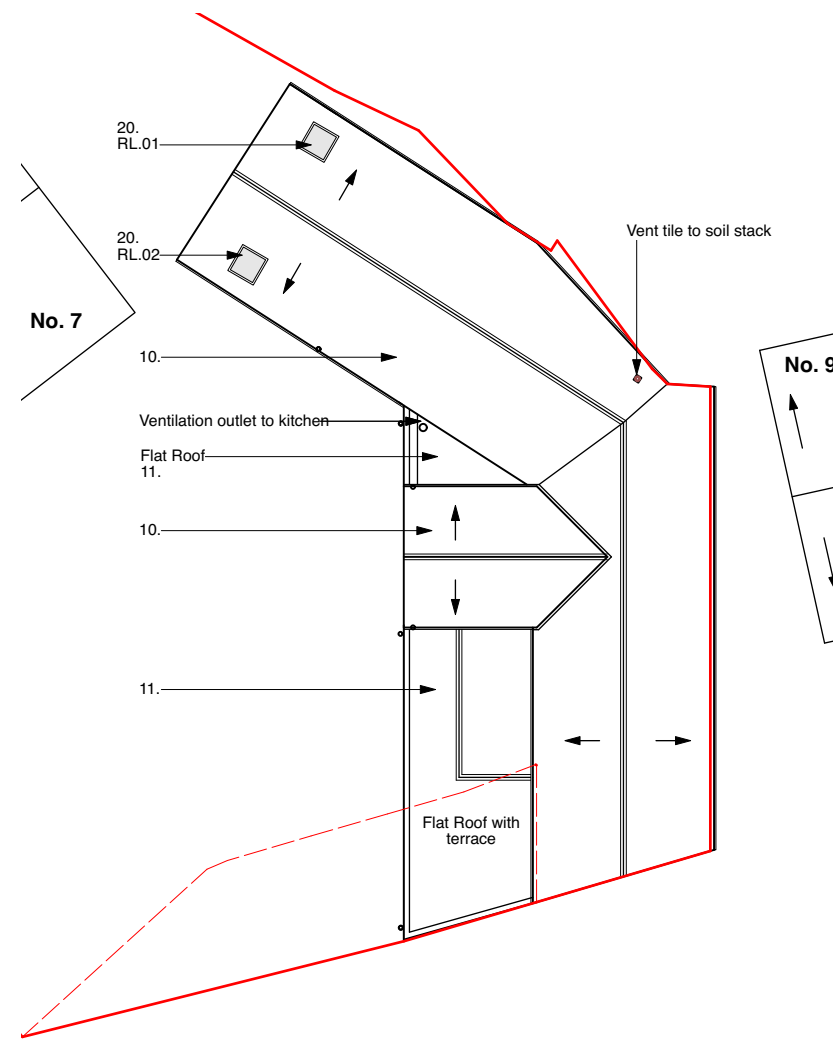 20.
RL.01
Vent tile to soil stack
20.
RL.02
No. 7
10.
No. 9
Ventilation outlet to kitchen
Flat Roof
11.
10.
11.
Flat Roof with
terrace